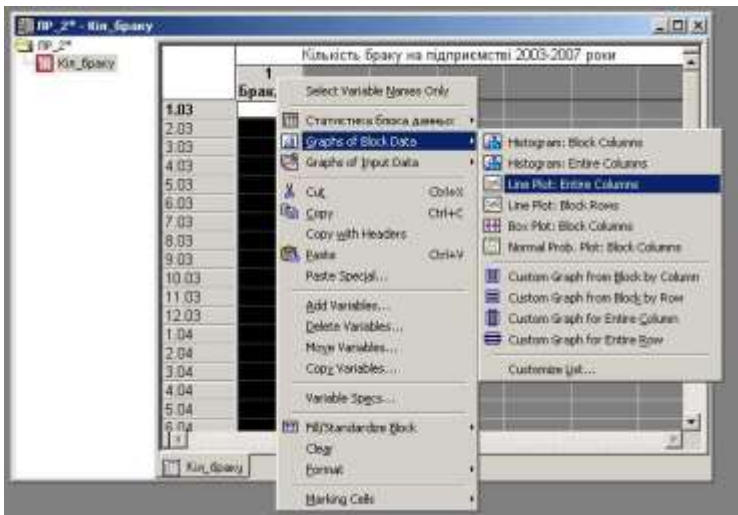 ПР_2* - Кіл_браку
ПР_2*
Кіл_браку
Кількість браку на підприємстві 2003-2007 роки
1
Брак,
1.03
2.03
3.03
4.03
5.03
6.03
7.03
8.03
9.03
10.03
11.03
12.03
1.04
2.04
3.04
4.04
5.04
6.04
Кіл_браку
Select Variable Names Only
Статистика блока данных
Graphs of Block Data
Graphs of Input Data
Cut Ctrl+X
Copy Ctrl+C
Copy with Headers
Paste Ctrl+V
Paste Special...
Add Variables...
Delete Variables...
Move Variables...
Copy Variables...
Variable Specs...
Fill/Standardize Block
Clear
Format
Marking Cells
Histogram: Block Columns
Histogram: Entire Columns
Line Plot: Entire Columns
Line Plot: Block Rows
Box Plot: Block Columns
Normal Prob. Plot: Block Columns
Custom Graph from Block by Column
Custom Graph from Block by Row
Custom Graph for Entire Column
Custom Graph for Entire Row
Customize List...